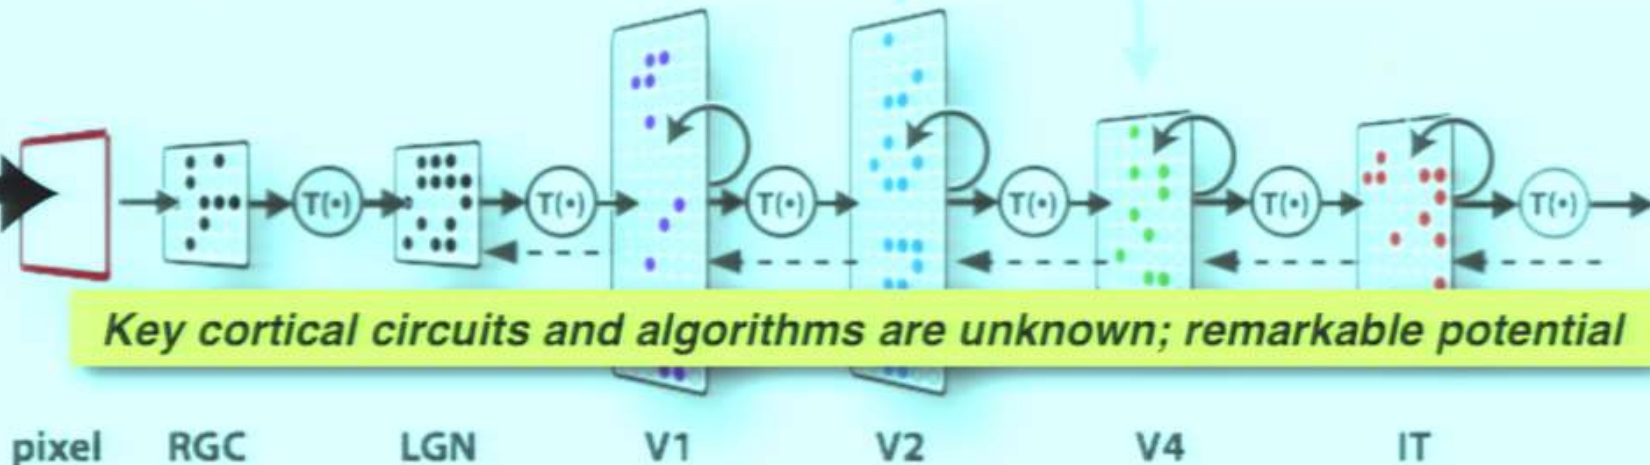 T(•) T(•) T(•) T(•) T(•) T(•)
Key cortical circuits and algorithms are unknown; remarkable potential
pixel RGC LGN V1 V2 V4 IT